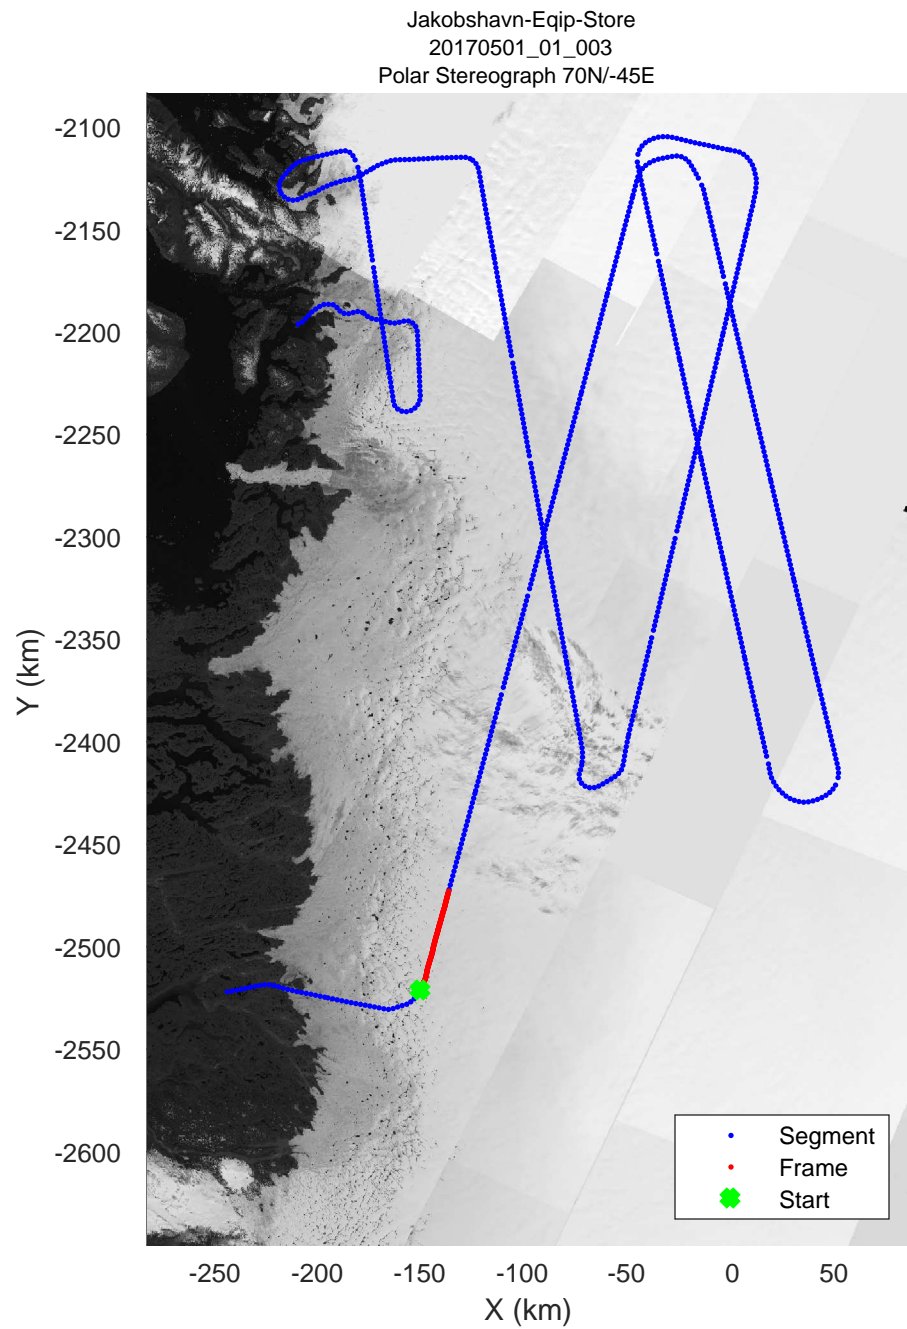 Jakobshavn-Eqip-Store
20170501_01_003
Polar Stereograph 70N/-45E
-2100
-2150
-2200
-2250
-2300
-2350
-2400
-2450
-2500
-2550
-2600
Y (km)
Segment
Frame
Start
-250 -200 -150 -100 -50 0 50
X (km)